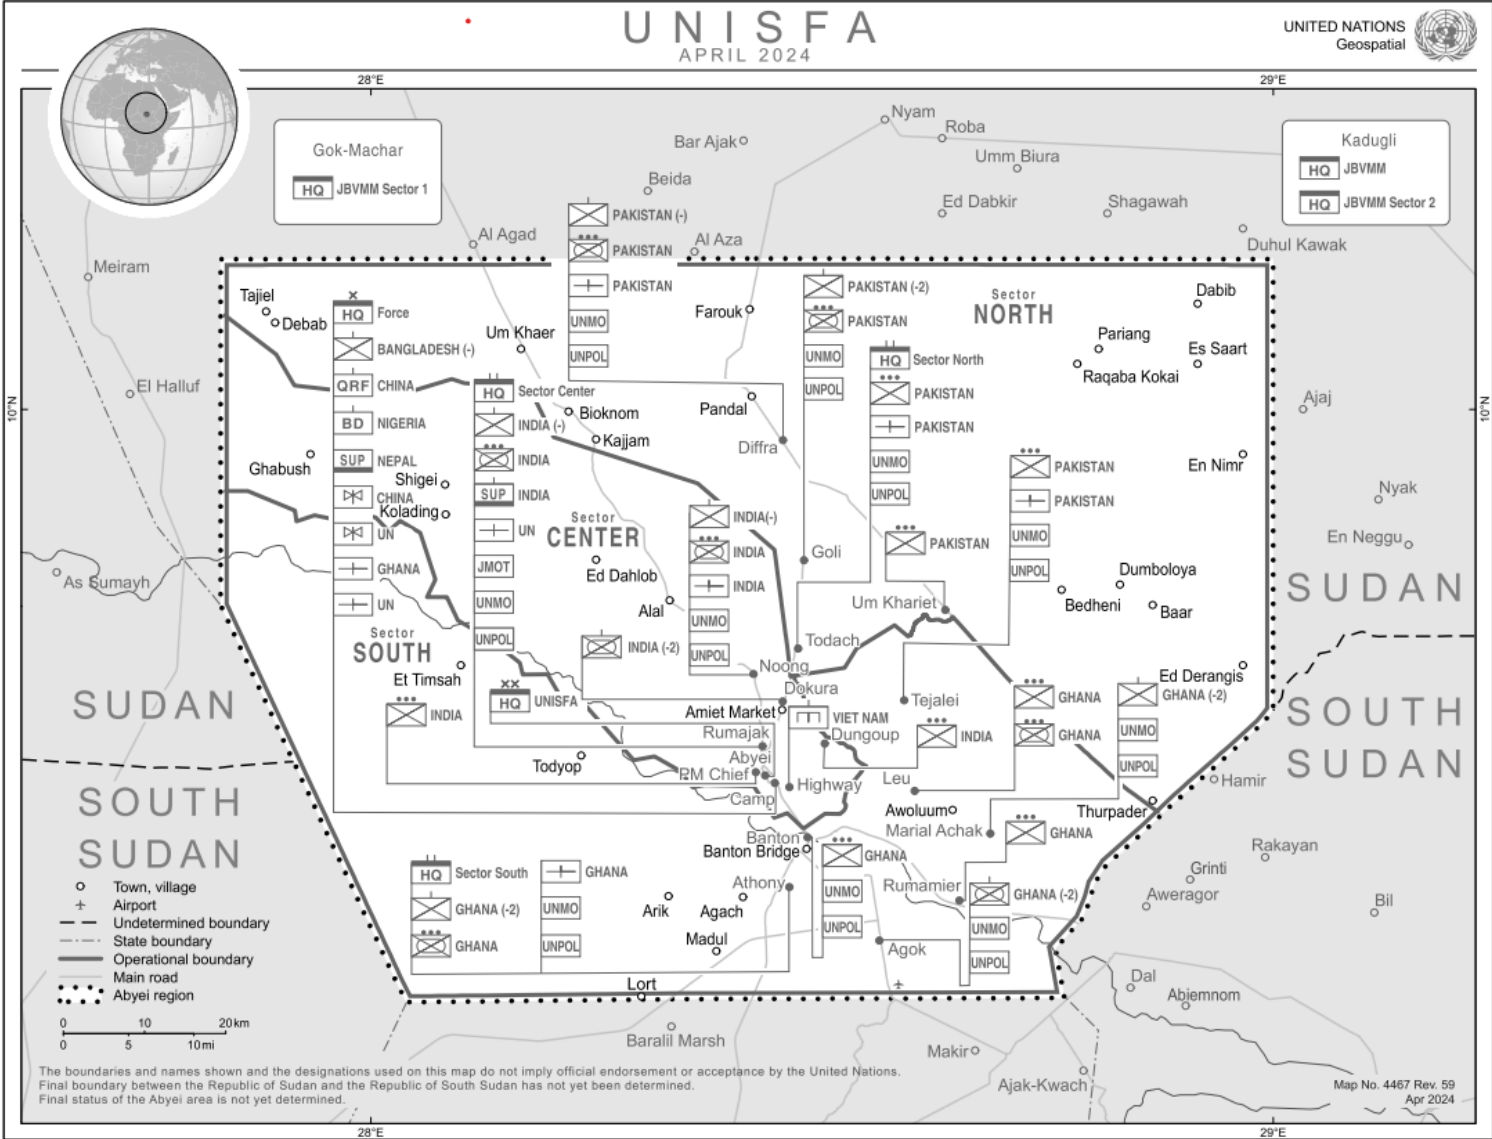 UNISFA
APRIL 2024
UNITED NATIONS
Geospatial
28°E
29°E
Gok-Machar
HQ JBVMM Sector 1
Kadugli
HQ JBVMM
HQ JBVMM Sector 2
Nyam
Roba
Bar Ajak
Umm Biura
Beida
Ed Dabkir
Shagawah
Al Agad
Al Aza
Duhul Kawak
Meiram
El Halluf
Ajaj
Nyak
En Neggu
As Sumayh
10°N
10°N
PAKISTAN (-)
PAKISTAN
PAKISTAN
UNMO
UNPOL
PAKISTAN (-2)
PAKISTAN
UNMO
UNPOL
Sector
NORTH
HQ Sector North
PAKISTAN
PAKISTAN
UNMO
UNPOL
PAKISTAN
PAKISTAN
PAKISTAN
UNMO
UNPOL
Tajiel
Debab
Um Khaer
Farouk
Dabib
Pariang
Es Saart
Raqaba Kokai
En Nimr
Bioknom
Kajjam
Pandal
Diffra
Ghabush
Shigei
Kolading
HQ Force
BANGLADESH (-)
QRF CHINA
BD NIGERIA
SUP NEPAL
CHINA
UN
GHANA
UN
HQ Sector Center
INDIA (-)
INDIA
SUP INDIA
UN
JMOT
UNMO
UNPOL
Sector
CENTER
Ed Dahlob
Alal
INDIA(-)
INDIA
INDIA
UNMO
UNPOL
INDIA (-2)
Goli
Um Khariet
Dumboloya
Bedheni
Baar
Todach
Noong
Dokura
Ed Derangis
Sector
SOUTH
Et Timsah
INDIA
HQ UNISFA
Amiet Market
VIET NAM
Tejalei
GHANA
GHANA
GHANA (-2)
UNMO
UNPOL
Rumajak
Dungoup
INDIA
Abyei
PM Chief
Camp
Highway
Leu
Todyop
Awoluum
Thurpader
Hamir
Marial Achak
GHANA
Banton
Banton Bridge
GHANA
UNMO
UNPOL
Athony
Rumamier
GHANA (-2)
UNMO
UNPOL
HQ Sector South
GHANA (-2)
GHANA
GHANA
UNMO
UNPOL
Arik
Agach
Madul
Agok
Lort
Rakayan
Grinti
Aweragor
Bil
Dal
Abiemnom
Baralil Marsh
Makir
Ajak-Kwach
SUDAN
SUDAN
SOUTH
SUDAN
SOUTH
SUDAN
Town, village
Airport
Undetermined boundary
State boundary
Operational boundary
Main road
Abyei region
0 10 20 km
0 5 10 mi
The boundaries and names shown and the designations used on this map do not imply official endorsement or acceptance by the United Nations.
Final boundary between the Republic of Sudan and the Republic of South Sudan has not yet been determined.
Final status of the Abyei area is not yet determined.
Map No. 4467 Rev. 59
Apr 2024
28°E
29°E